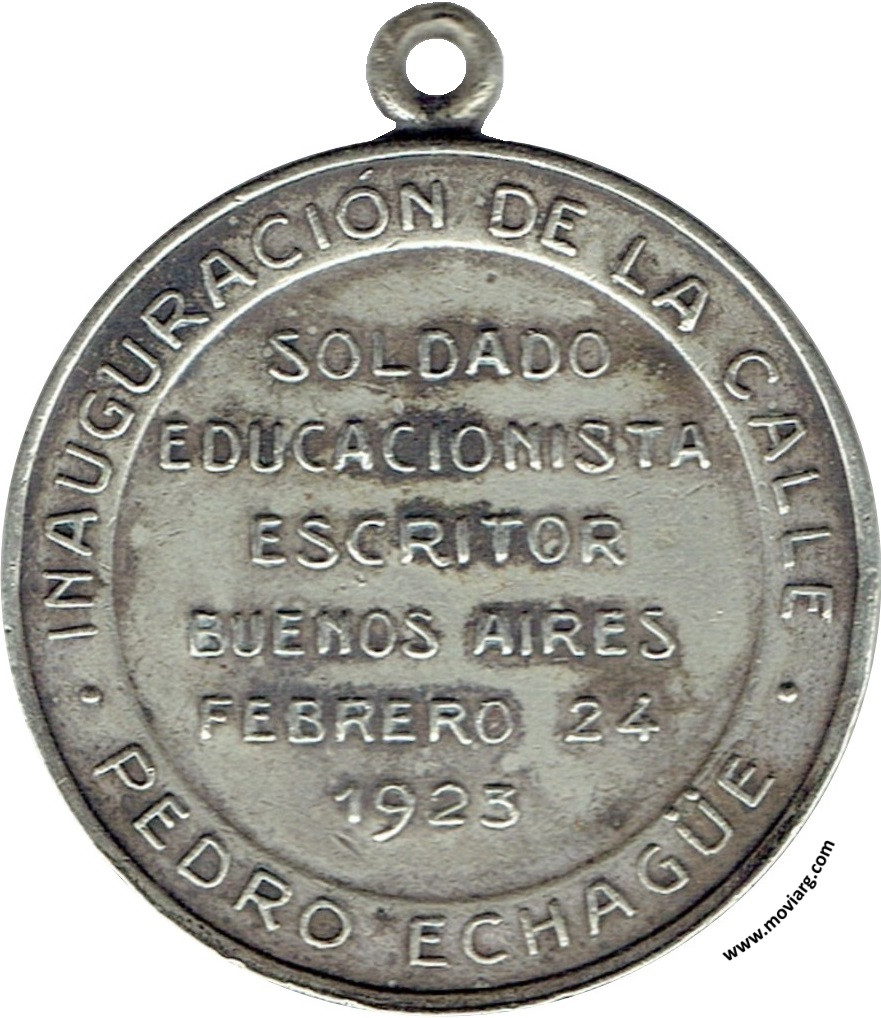 INAUGURACIÓN DE LA CALLE
SOLDADO
EDUCACIONISTA
ESCRITOR
BUENOS AIRES
FEBRERO 24
1923
• PEDRO ECHAGÜE •
www.moviarg.com